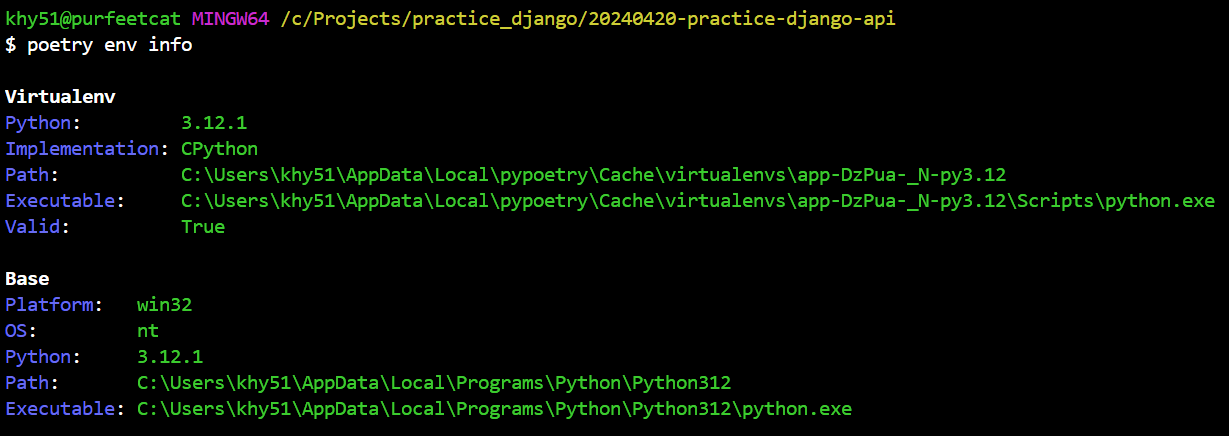 khy51@purfeetcat MINGW64 /c/Projects/practice_django/20240420-practice-django-api
$ poetry env info
Virtualenv
Python: 3.12.1
Implementation: CPython
Path: C:\Users\khy51\AppData\Local\pypoetry\Cache\virtualenvs\app-DzPua-_N-py3.12
Executable: C:\Users\khy51\AppData\Local\pypoetry\Cache\virtualenvs\app-DzPua-_N-py3.12\Scripts\python.exe
Valid: True
Base
Platform: win32
OS: nt
Python: 3.12.1
Path: C:\Users\khy51\AppData\Local\Programs\Python\Python312
Executable: C:\Users\khy51\AppData\Local\Programs\Python\Python312\python.exe